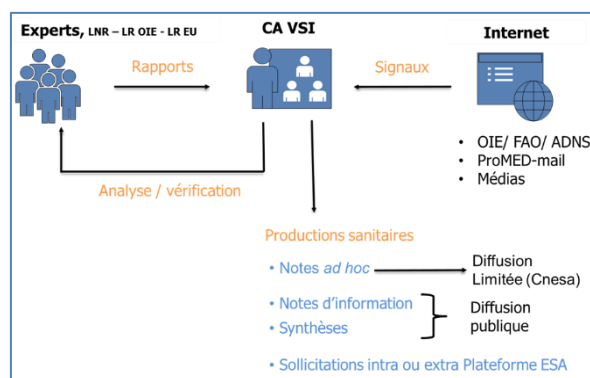 Experts, LNR – LR OIE - LR EU
CA VSI
Internet
Rapports
Signaux
• OIE/ FAO/ ADNS
• ProMED-mail
• Médias
Analyse / vérification
Productions sanitaires
• Notes ad hoc
Diffusion
Limitée (Cnesa)
• Notes d'information
• Synthèses
Diffusion
publique
• Sollicitations intra ou extra Plateforme ESA